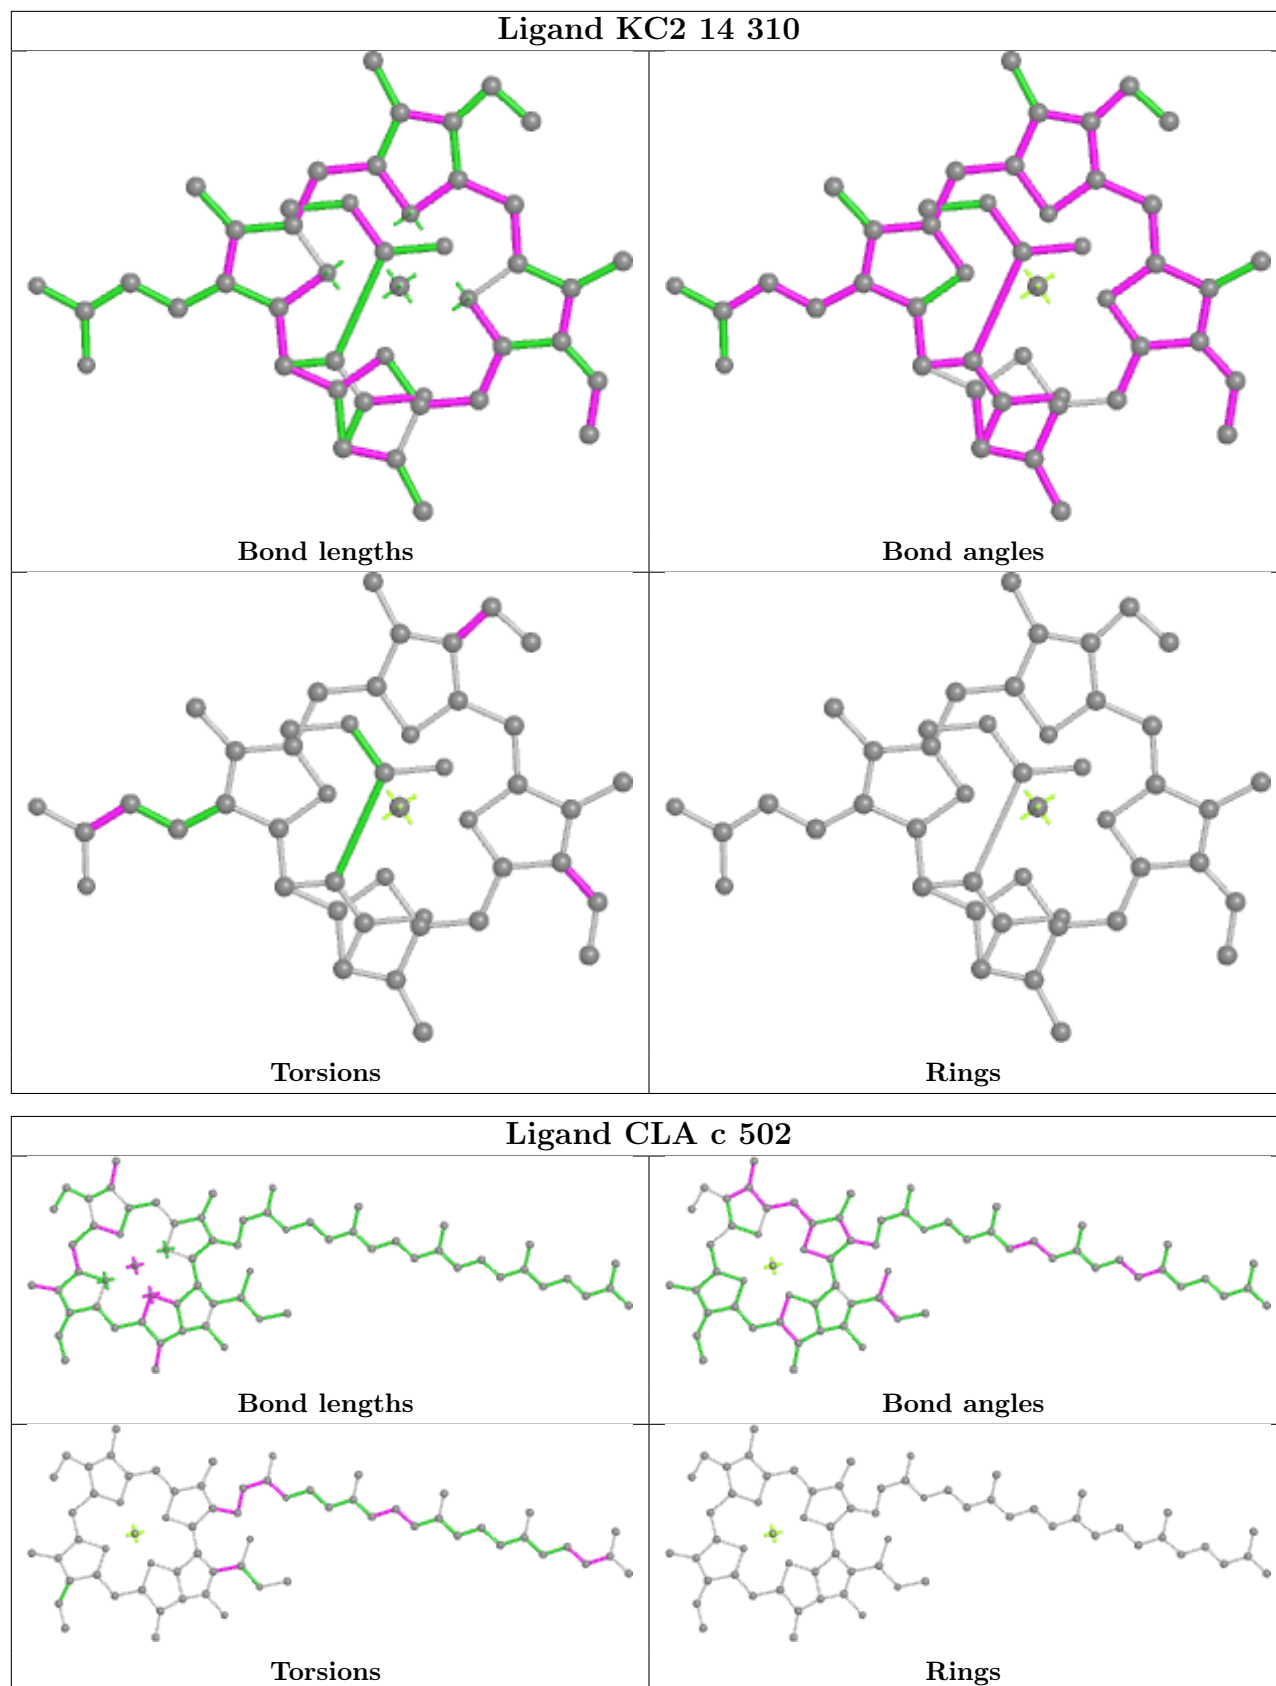 Ligand KC2 14 310
Bond lengths
Bond angles
Torsions
Rings
Ligand CLA c 502
Bond lengths
Bond angles
Torsions
Rings